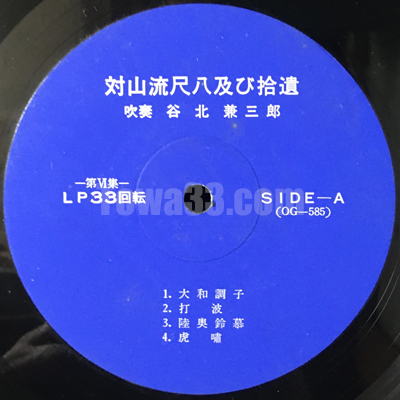 対山流尺八及び拾遺
吹奏 谷 北 兼三郎
—第Ⅵ集—
LP33回転
SIDE—A
(OG—585)
rowa33.com
1. 大和調子
2. 打波
3. 陸奥鈴慕
4. 虎嘯